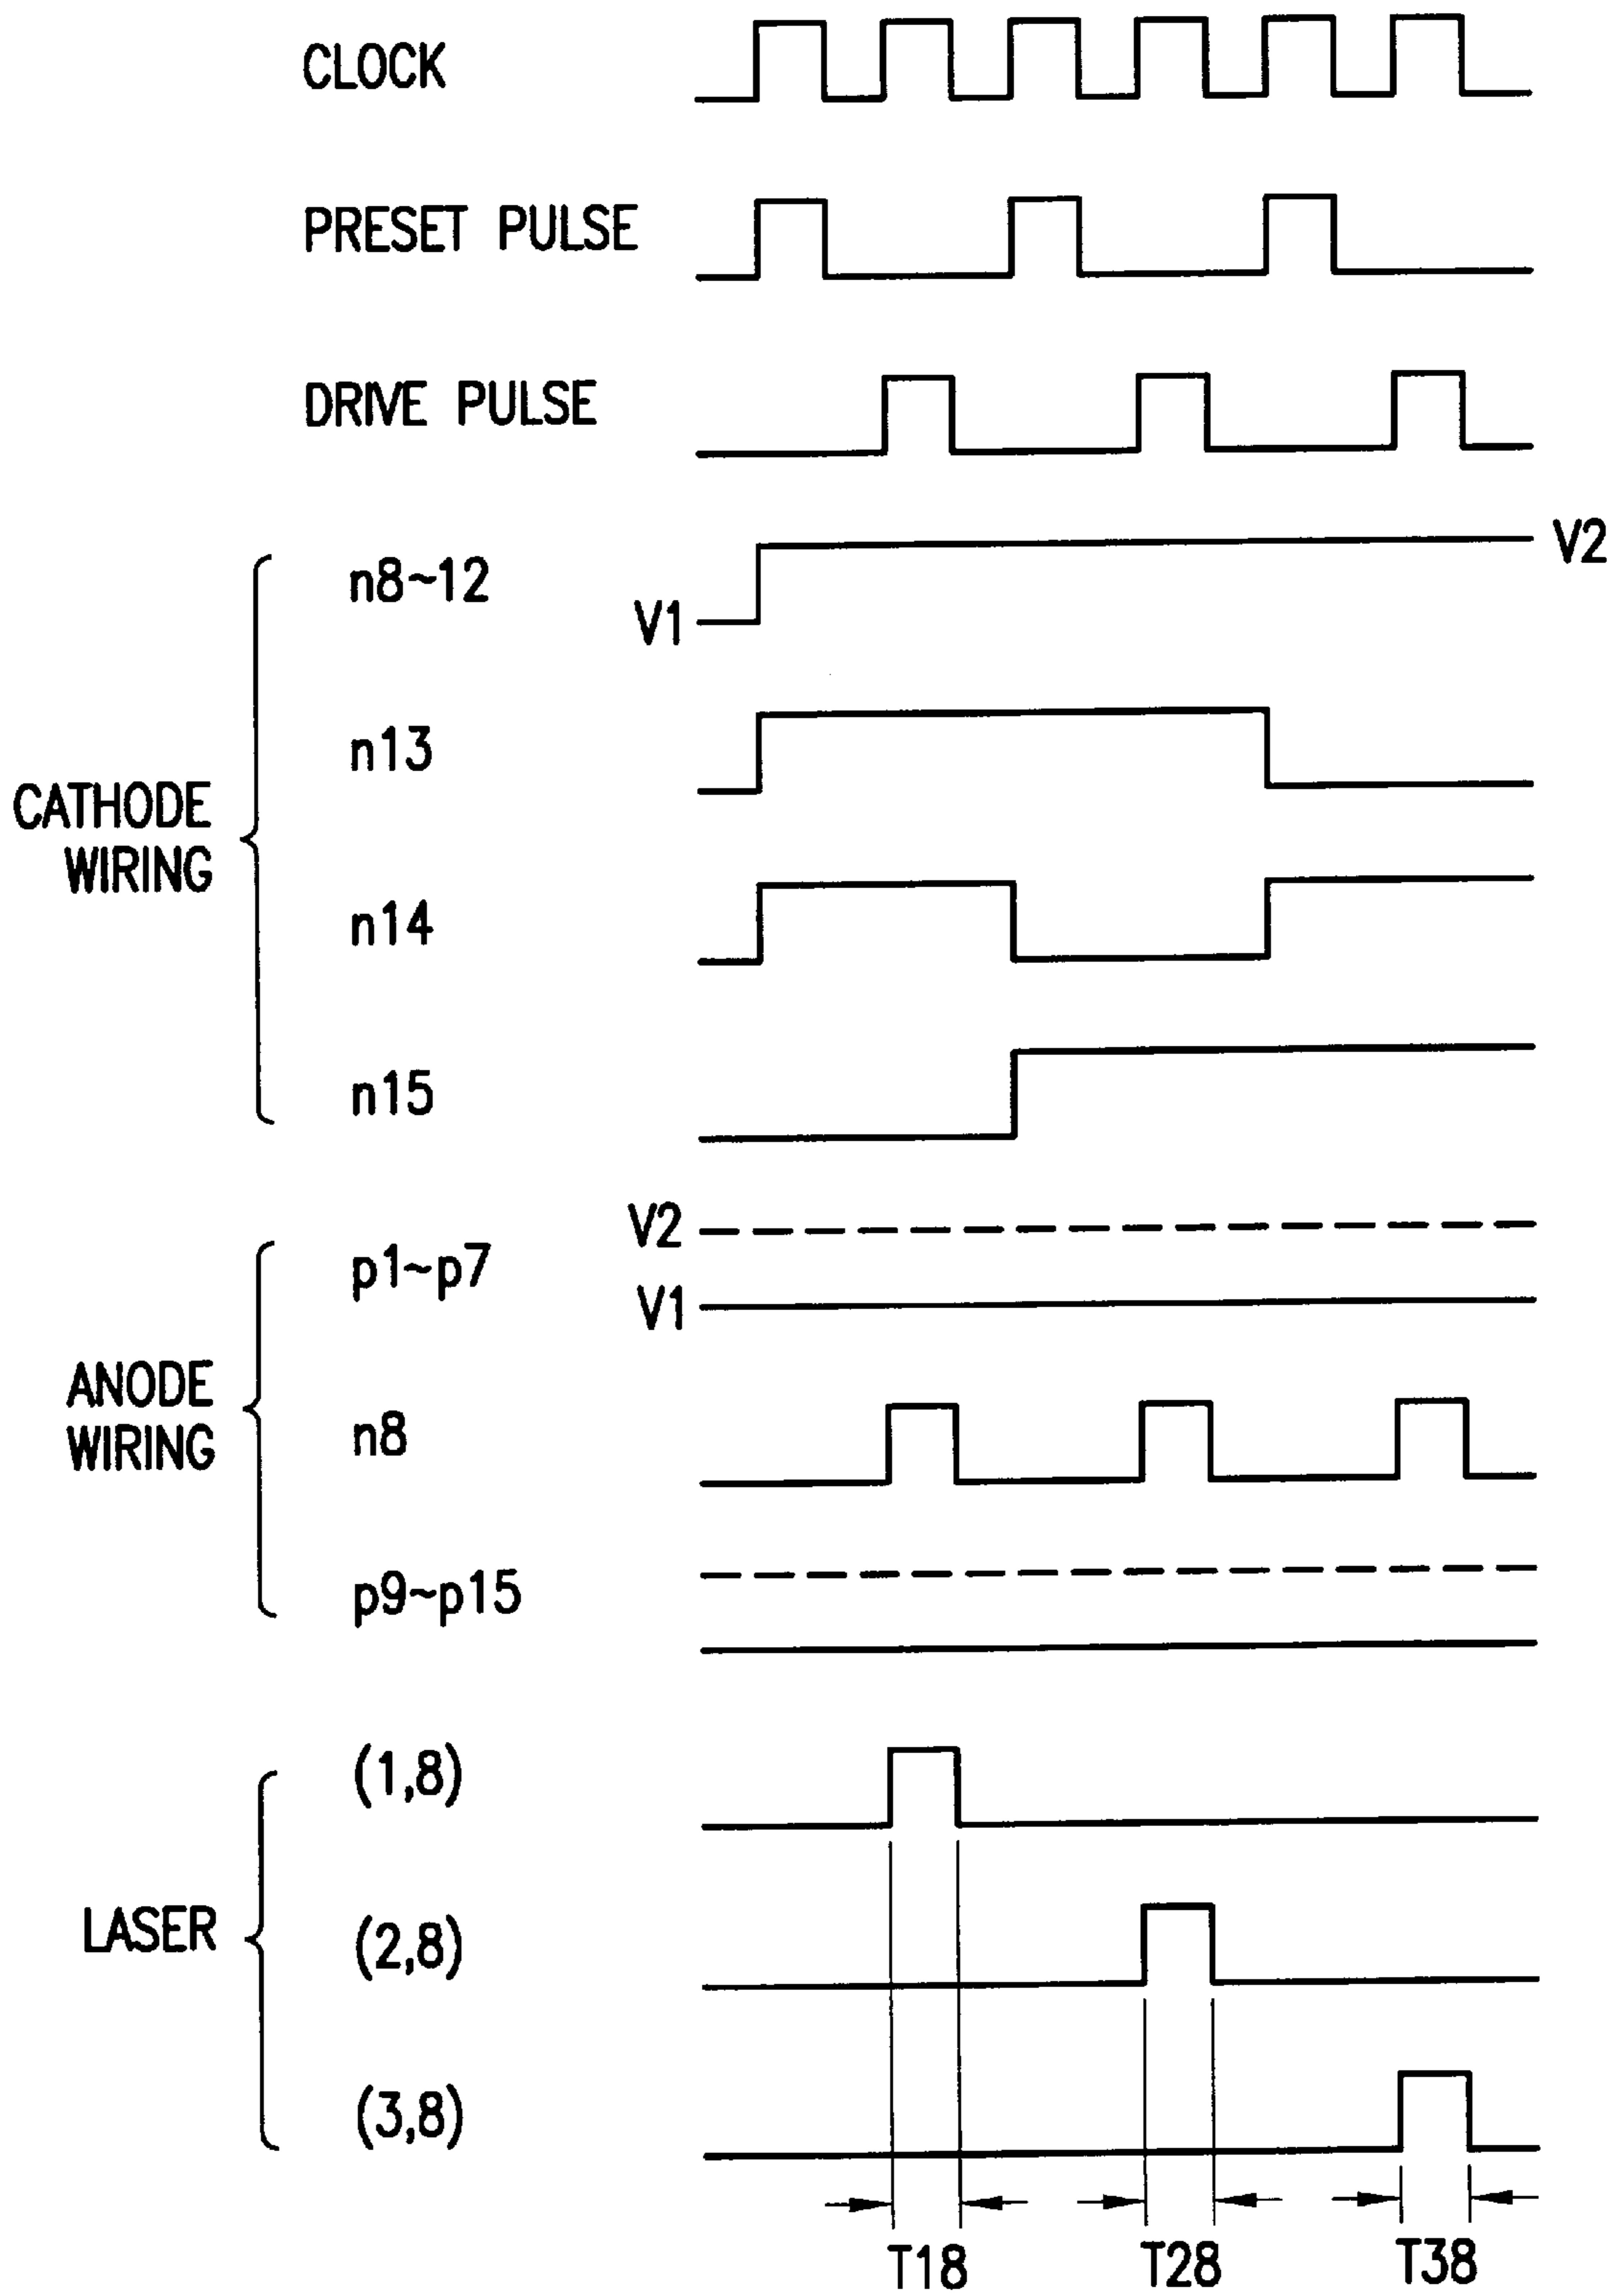 CLOCK
PRESET PULSE
DRIVE PULSE
V2
n8~12
V1
n13
CATHODE
WIRING
n14
n15
V2
p1~p7
V1
ANODE
WIRING
n8
p9~p15
(1,8)
LASER
(2,8)
(3,8)
T18 T28 T38